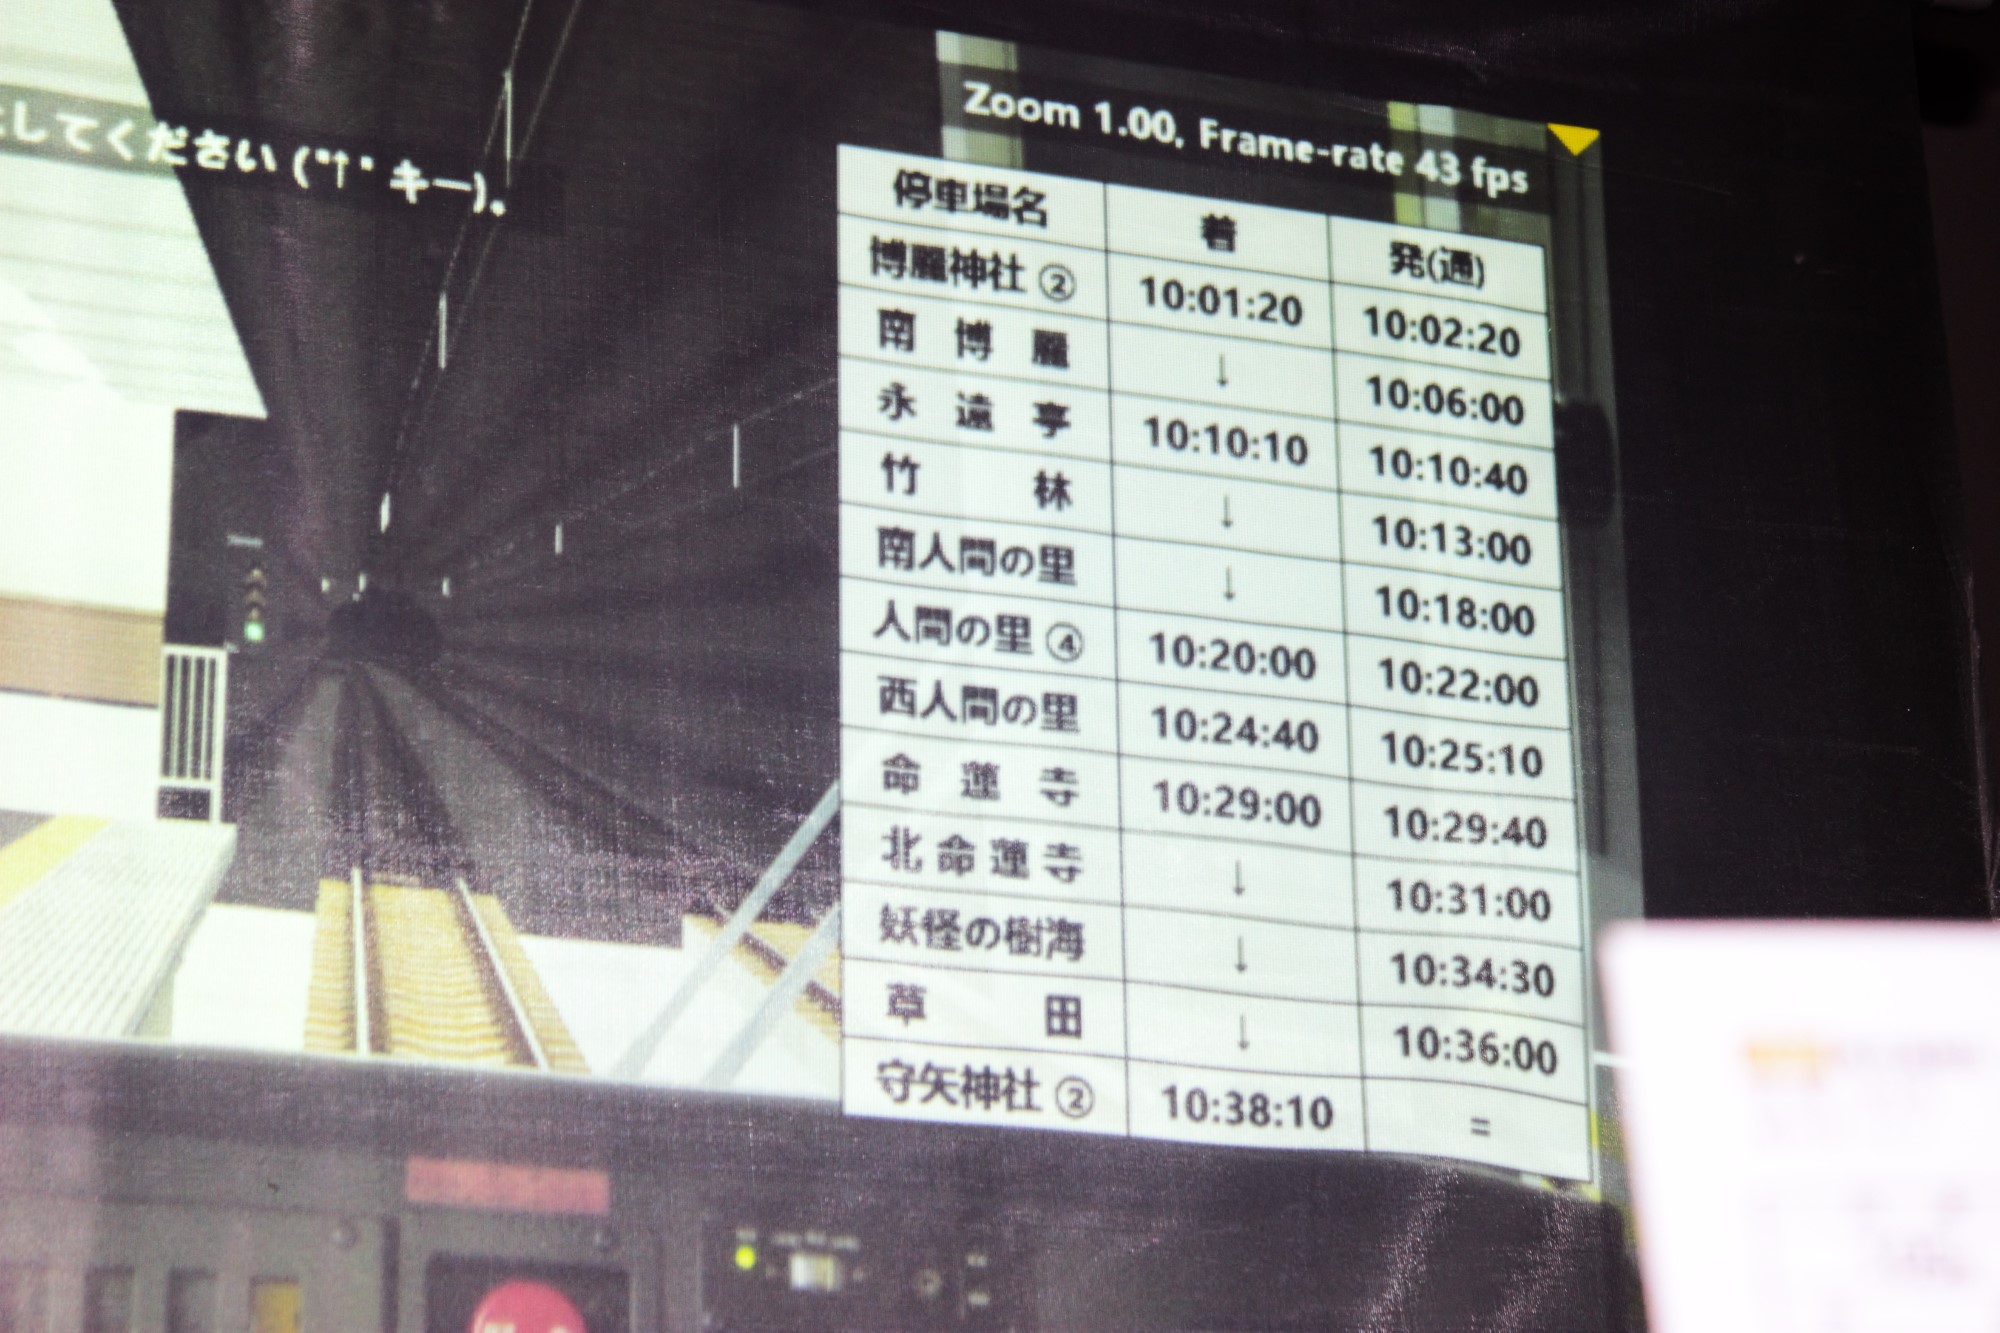 してください ("↑" キー)。
Zoom 1.00, Frame-rate 43 fps
停車場名 着 発(通)
博麗神社 ② 10:01:20 10:02:20
南博麗 ↓ 10:06:00
永遠亭 10:10:10 10:10:40
竹林 ↓ 10:13:00
南人間の里 ↓ 10:18:00
人間の里 ④ 10:20:00 10:22:00
西人間の里 10:24:40 10:25:10
命蓮寺 10:29:00 10:29:40
北命蓮寺 ↓ 10:31:00
妖怪の樹海 ↓ 10:34:30
草田 ↓ 10:36:00
守矢神社 ② 10:38:10 =